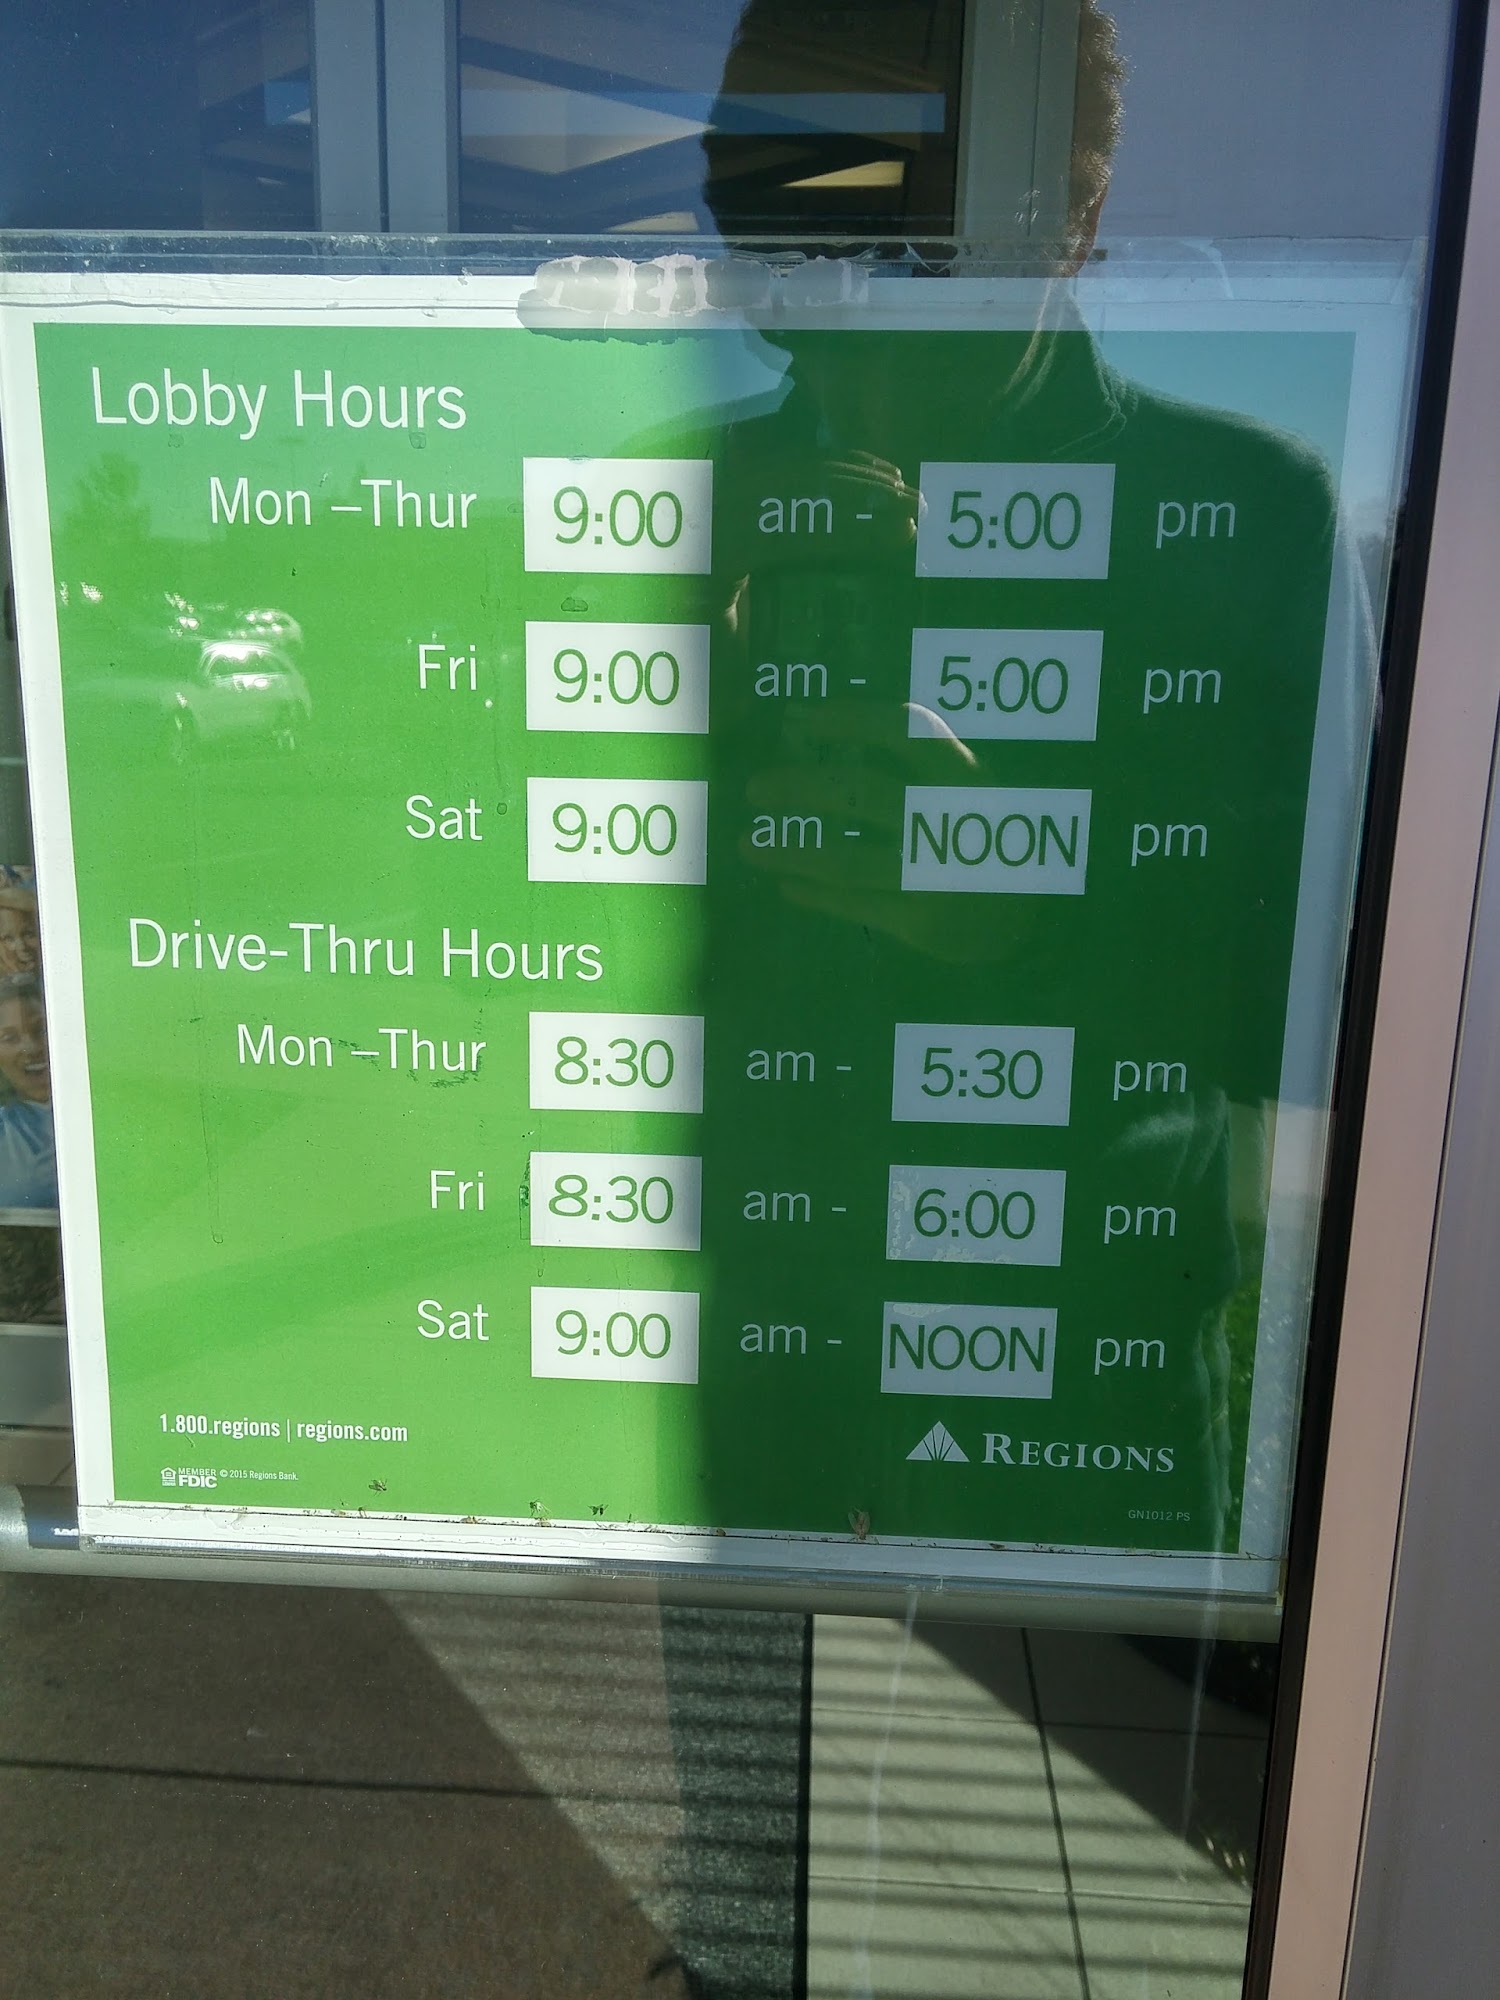 Lobby Hours
Mon –Thur 9:00 am - 5:00 pm
Fri 9:00 am - 5:00 pm
Sat 9:00 am - NOON pm
Drive-Thru Hours
Mon –Thur 8:30 am - 5:30 pm
Fri 8:30 am - 6:00 pm
Sat 9:00 am - NOON pm
1.800.regions | regions.com
REGIONS
MEMBER FDIC © 2015 Regions Bank.
GN1012 PS